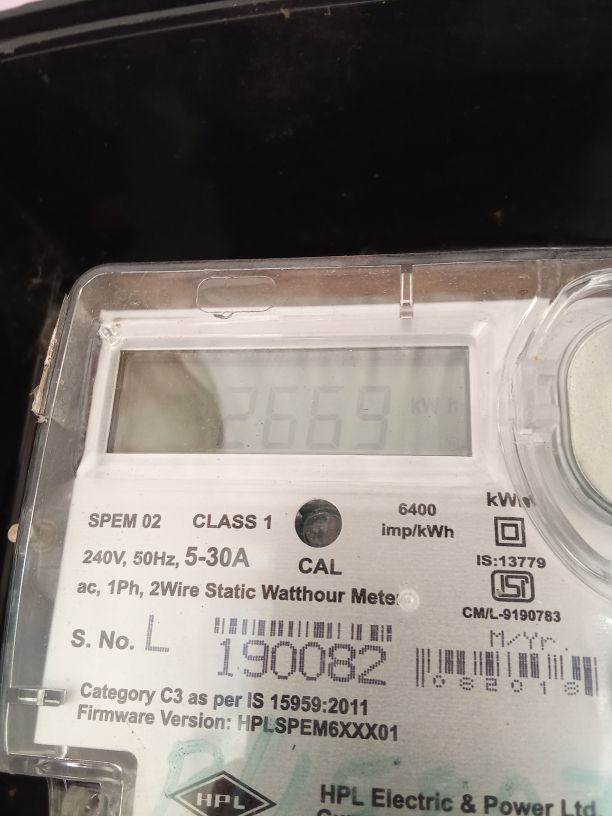 2669 kWh
SPEM 02 CLASS 1 6400 imp/kWh
240V, 50Hz, 5-30A CAL
IS:13779
ISI
CM/L-9190783
ac, 1Ph, 2Wire Static Watthour Meter
M/Yr.
S. No. L 190082
082018
Category C3 as per IS 15959:2011
Firmware Version: HPLSPEM6XXX01
HPL
HPL Electric & Power Ltd